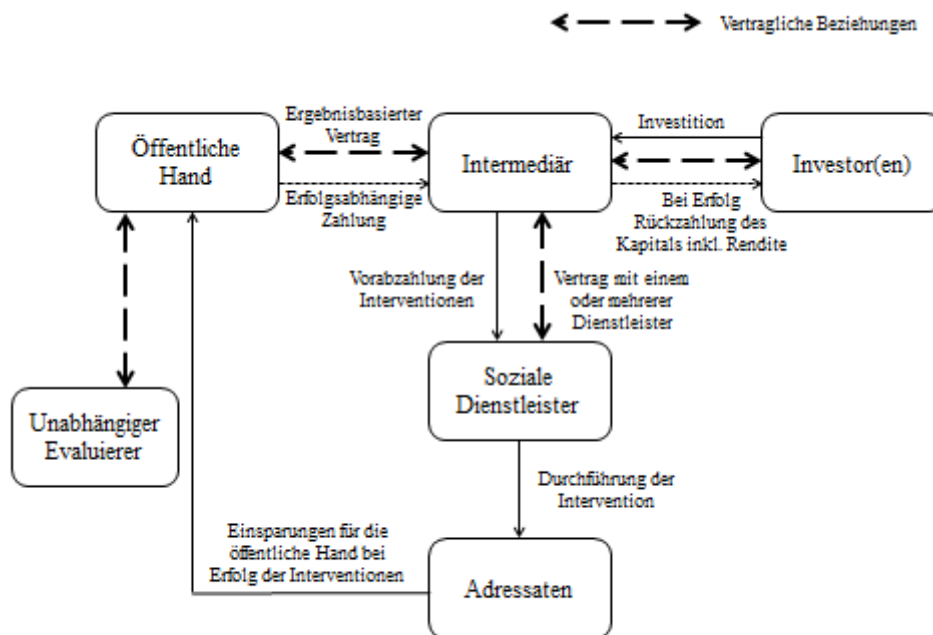 Vertragliche Beziehungen
Öffentliche
Hand
Ergebnisbasierter
Vertrag
Erfolgsabhängige
Zahlung
Intermediär
Investition
Bei Erfolg
Rückzahlung des
Kapitals inkl. Rendite
Investor(en)
Vorabzahlung der
Interventionen
Vertrag mit einem
oder mehrerer
Dienstleister
Soziale
Dienstleister
Unabhängiger
Evaluierer
Durchführung der
Intervention
Einsparungen für die
öffentliche Hand bei
Erfolg der Interventionen
Adressaten